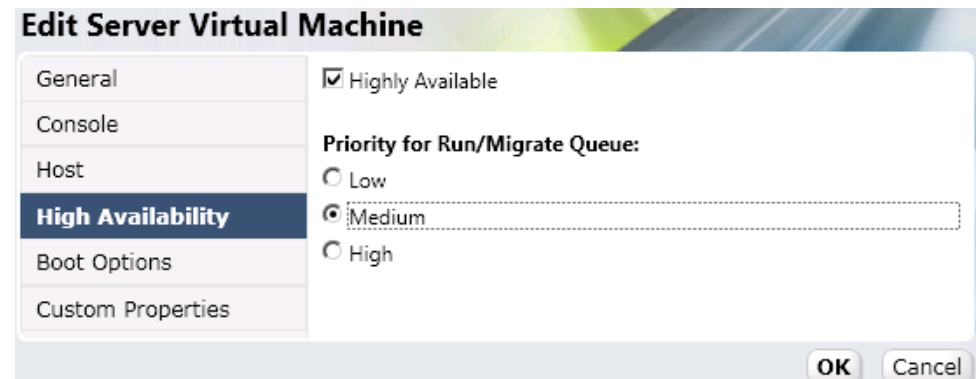 Edit Server Virtual Machine
General
Console
Host
High Availability
Boot Options
Custom Properties
Highly Available
Priority for Run/Migrate Queue:
Low
Medium
High
OK
Cancel